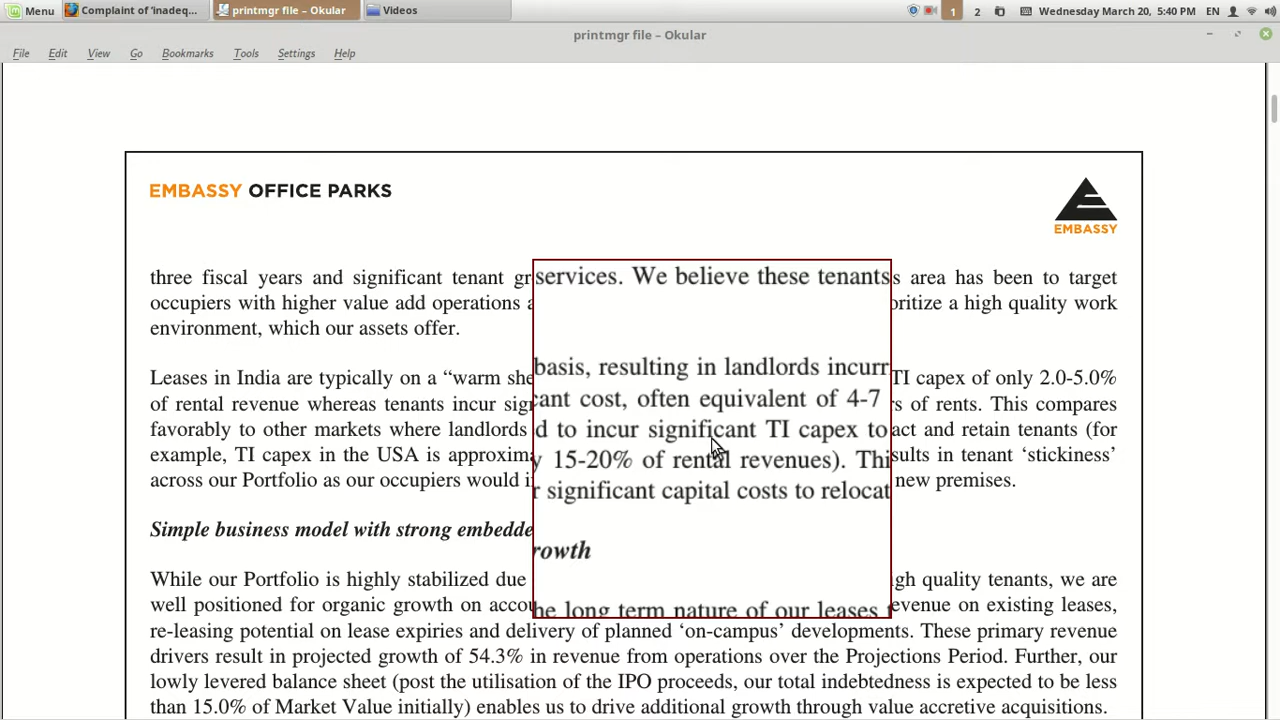 Menu Complaint of 'inadeq... printmgr file – Okular Videos 1 2 Wednesday March 20, 5:40 PM EN
printmgr file – Okular
File Edit View Go Bookmarks Tools Settings Help
EMBASSY OFFICE PARKS
EMBASSY
three fiscal years and significant tenant gr services. We believe these tenants s area has been to target
occupiers with higher value add operations a oritize a high quality work
environment, which our assets offer.
Leases in India are typically on a “warm she basis, resulting in landlords incurr TI capex of only 2.0-5.0%
of rental revenue whereas tenants incur sig cant cost, often equivalent of 4-7 rs of rents. This compares
favorably to other markets where landlords d to incur significant TI capex to act and retain tenants (for
example, TI capex in the USA is approxima y 15-20% of rental revenues). Thi sults in tenant ‘stickiness’
across our Portfolio as our occupiers would i r significant capital costs to relocat new premises.
Simple business model with strong embedde rowth
While our Portfolio is highly stabilized due he long term nature of our leases t gh quality tenants, we are
well positioned for organic growth on accou evenue on existing leases,
re-leasing potential on lease expiries and delivery of planned ‘on-campus’ developments. These primary revenue
drivers result in projected growth of 54.3% in revenue from operations over the Projections Period. Further, our
lowly levered balance sheet (post the utilisation of the IPO proceeds, our total indebtedness is expected to be less
than 15.0% of Market Value initially) enables us to drive additional growth through value accretive acquisitions.